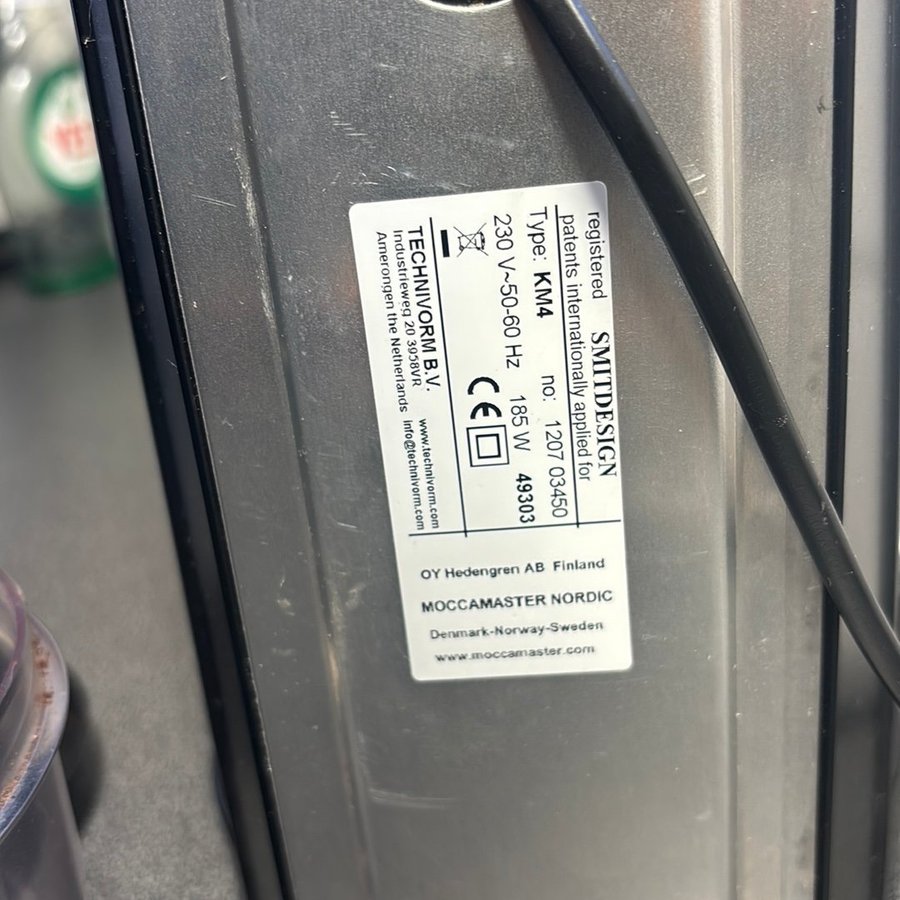 registered SMITDESIGN
patents internationally applied for
Type: KM4 no: 1207 03450
230 V~50-60 Hz 185 W 49303
CE
TECHNIVORM B.V. www.technivorm.com
Industrieweg 20 3958VR info@technivorm.com
Amerongen the Netherlands
OY Hedengren AB Finland
MOCCAMASTER NORDIC
Denmark-Norway-Sweden
www.moccamaster.com